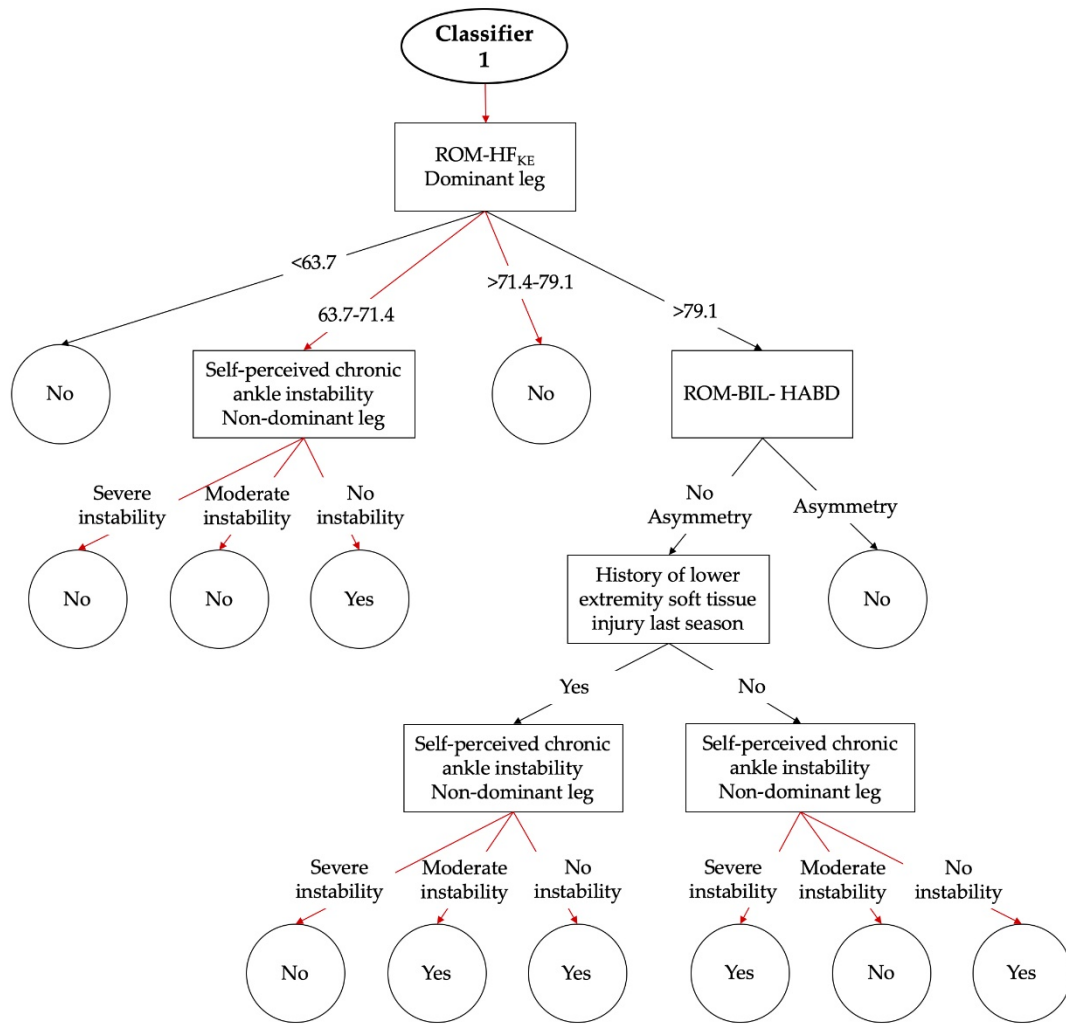 Classifier
1
ROM-HFKE
Dominant leg
<63.7
63.7-71.4
>71.4-79.1
>79.1
No
Self-perceived chronic
ankle instability
Non-dominant leg
No
ROM-BIL- HABD
Severe
instability
Moderate
instability
No
instability
No
Asymmetry
Asymmetry
No
No
Yes
History of lower
extremity soft tissue
injury last season
No
Yes
No
Self-perceived chronic
ankle instability
Non-dominant leg
Self-perceived chronic
ankle instability
Non-dominant leg
Severe
instability
Moderate
instability
No
instability
Severe
instability
Moderate
instability
No
instability
No
Yes
Yes
Yes
No
Yes